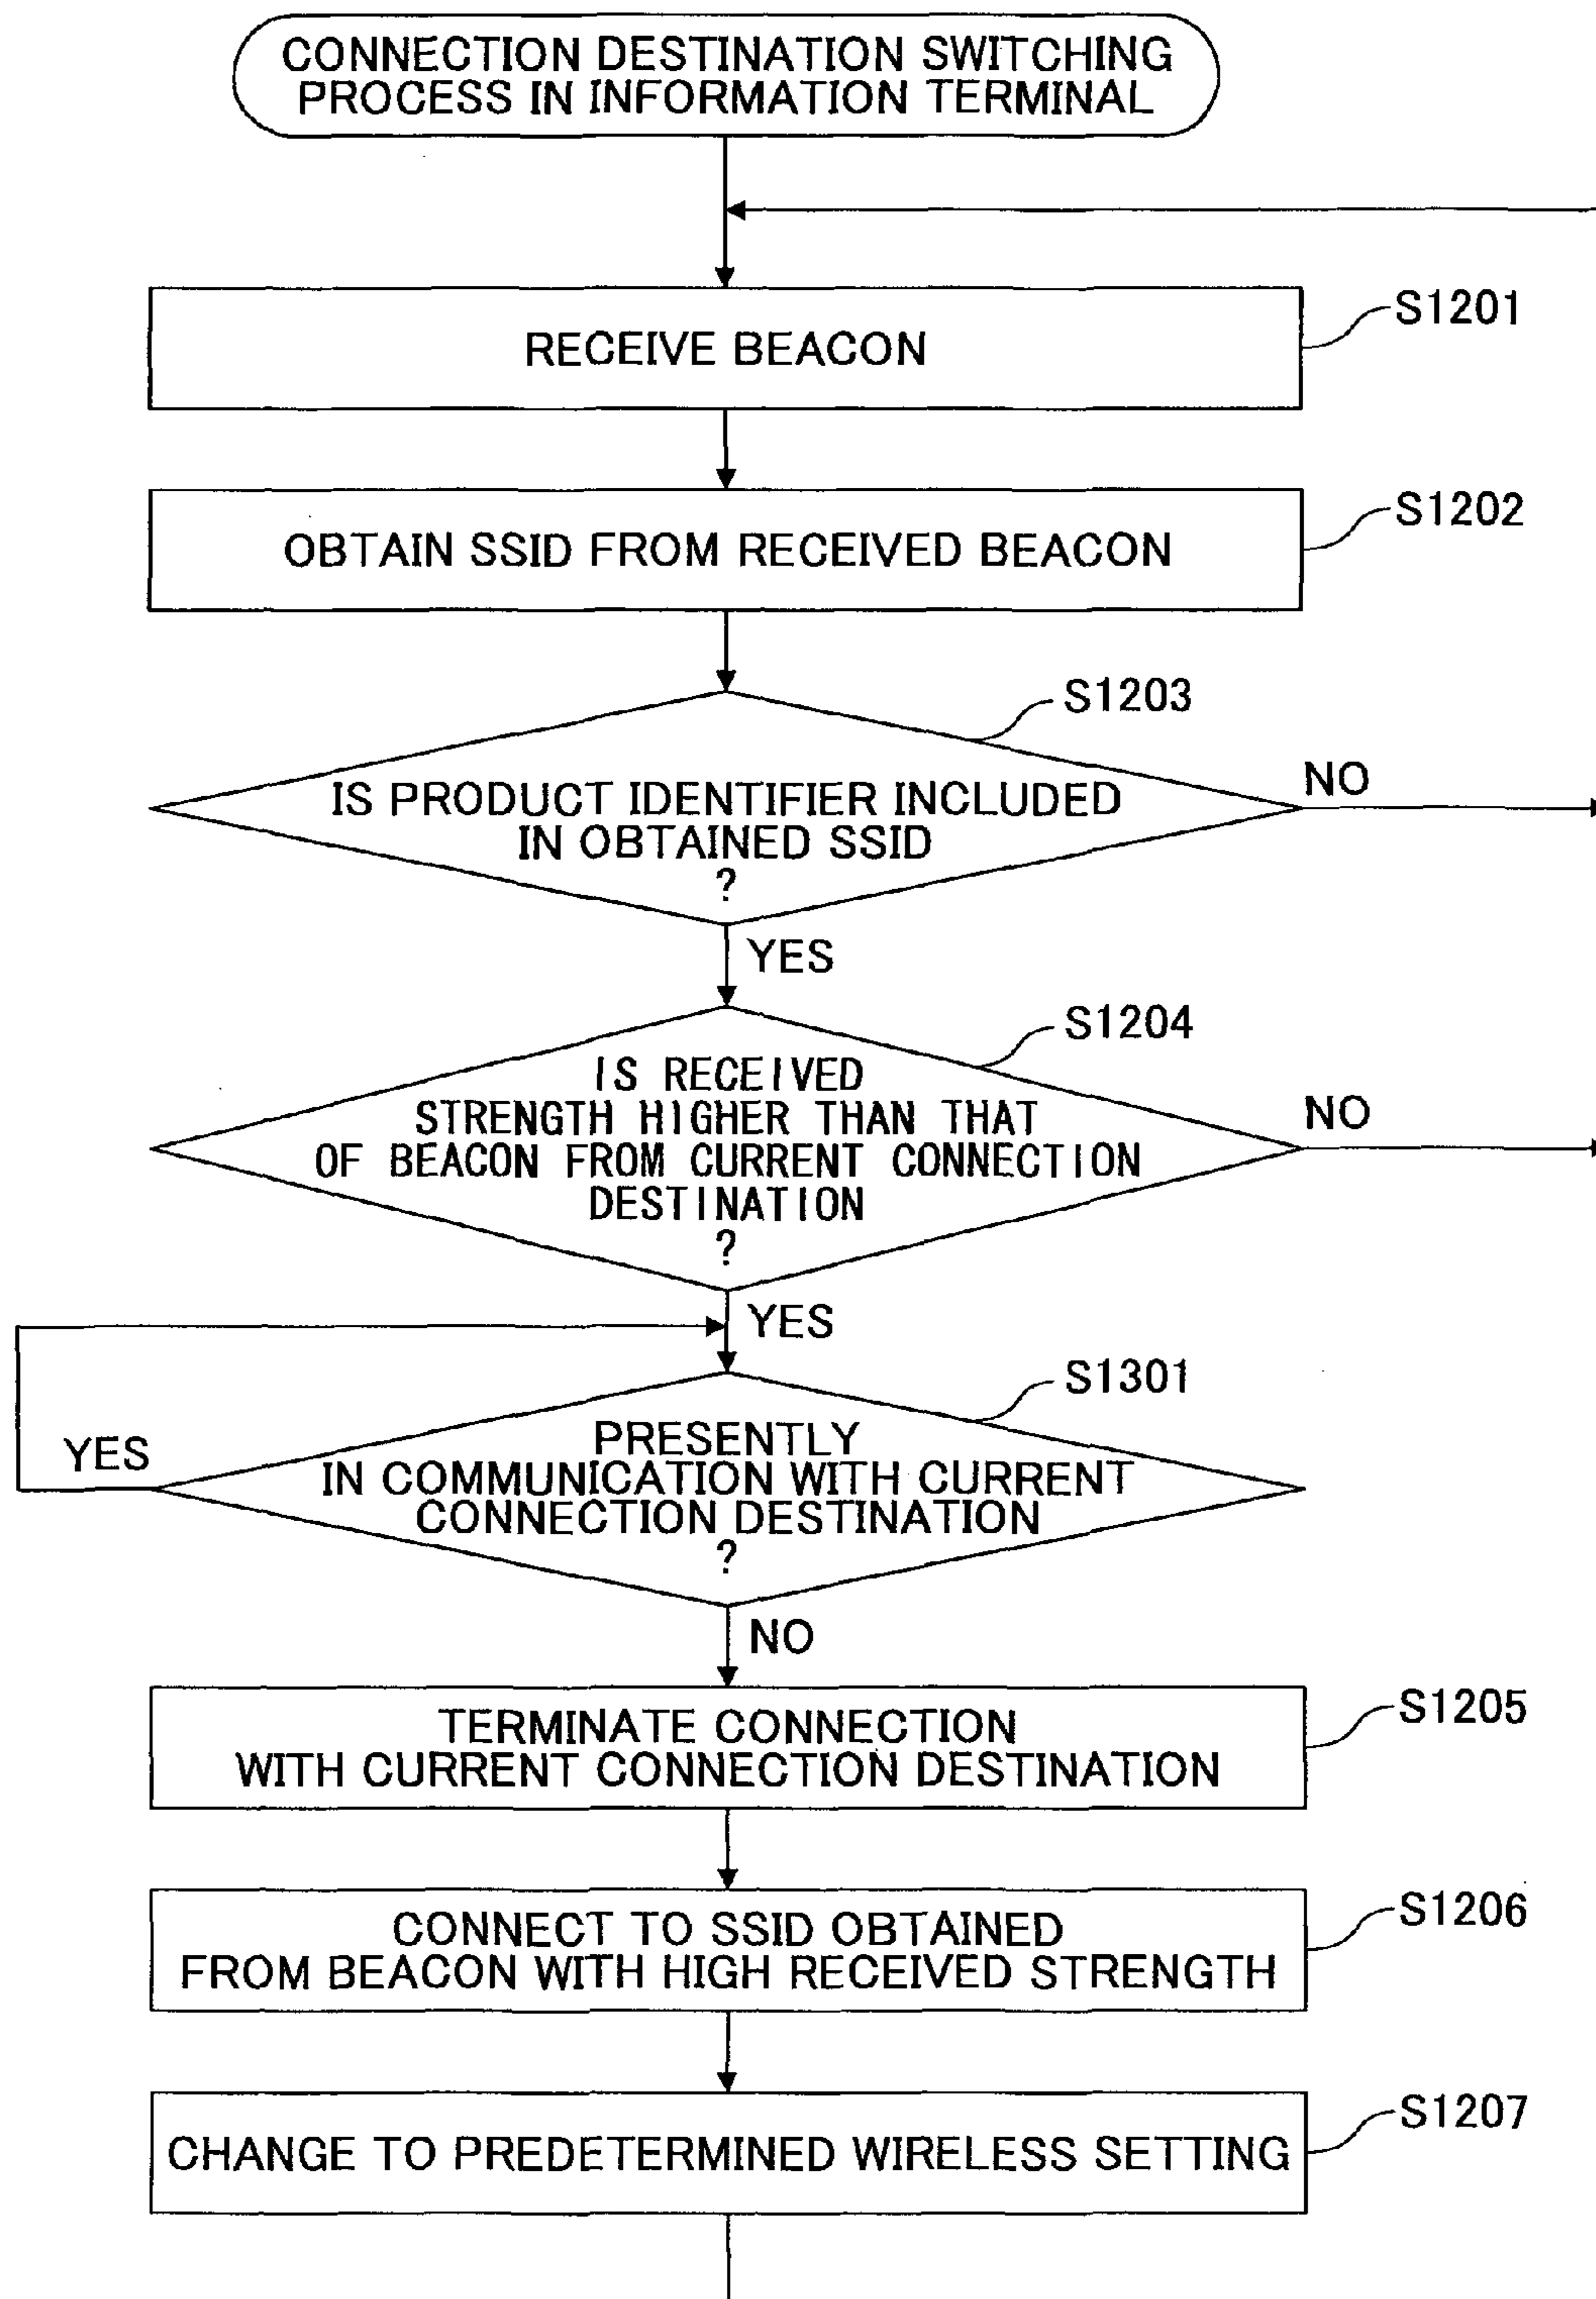 CONNECTION DESTINATION SWITCHING
PROCESS IN INFORMATION TERMINAL
S1201
RECEIVE BEACON
S1202
OBTAIN SSID FROM RECEIVED BEACON
S1203
IS PRODUCT IDENTIFIER INCLUDED
IN OBTAINED SSID
?
NO
YES
S1204
IS RECEIVED
STRENGTH HIGHER THAN THAT
OF BEACON FROM CURRENT CONNECTION
DESTINATION
?
NO
YES
S1301
PRESENTLY
IN COMMUNICATION WITH CURRENT
CONNECTION DESTINATION
?
YES
NO
S1205
TERMINATE CONNECTION
WITH CURRENT CONNECTION DESTINATION
S1206
CONNECT TO SSID OBTAINED
FROM BEACON WITH HIGH RECEIVED STRENGTH
S1207
CHANGE TO PREDETERMINED WIRELESS SETTING